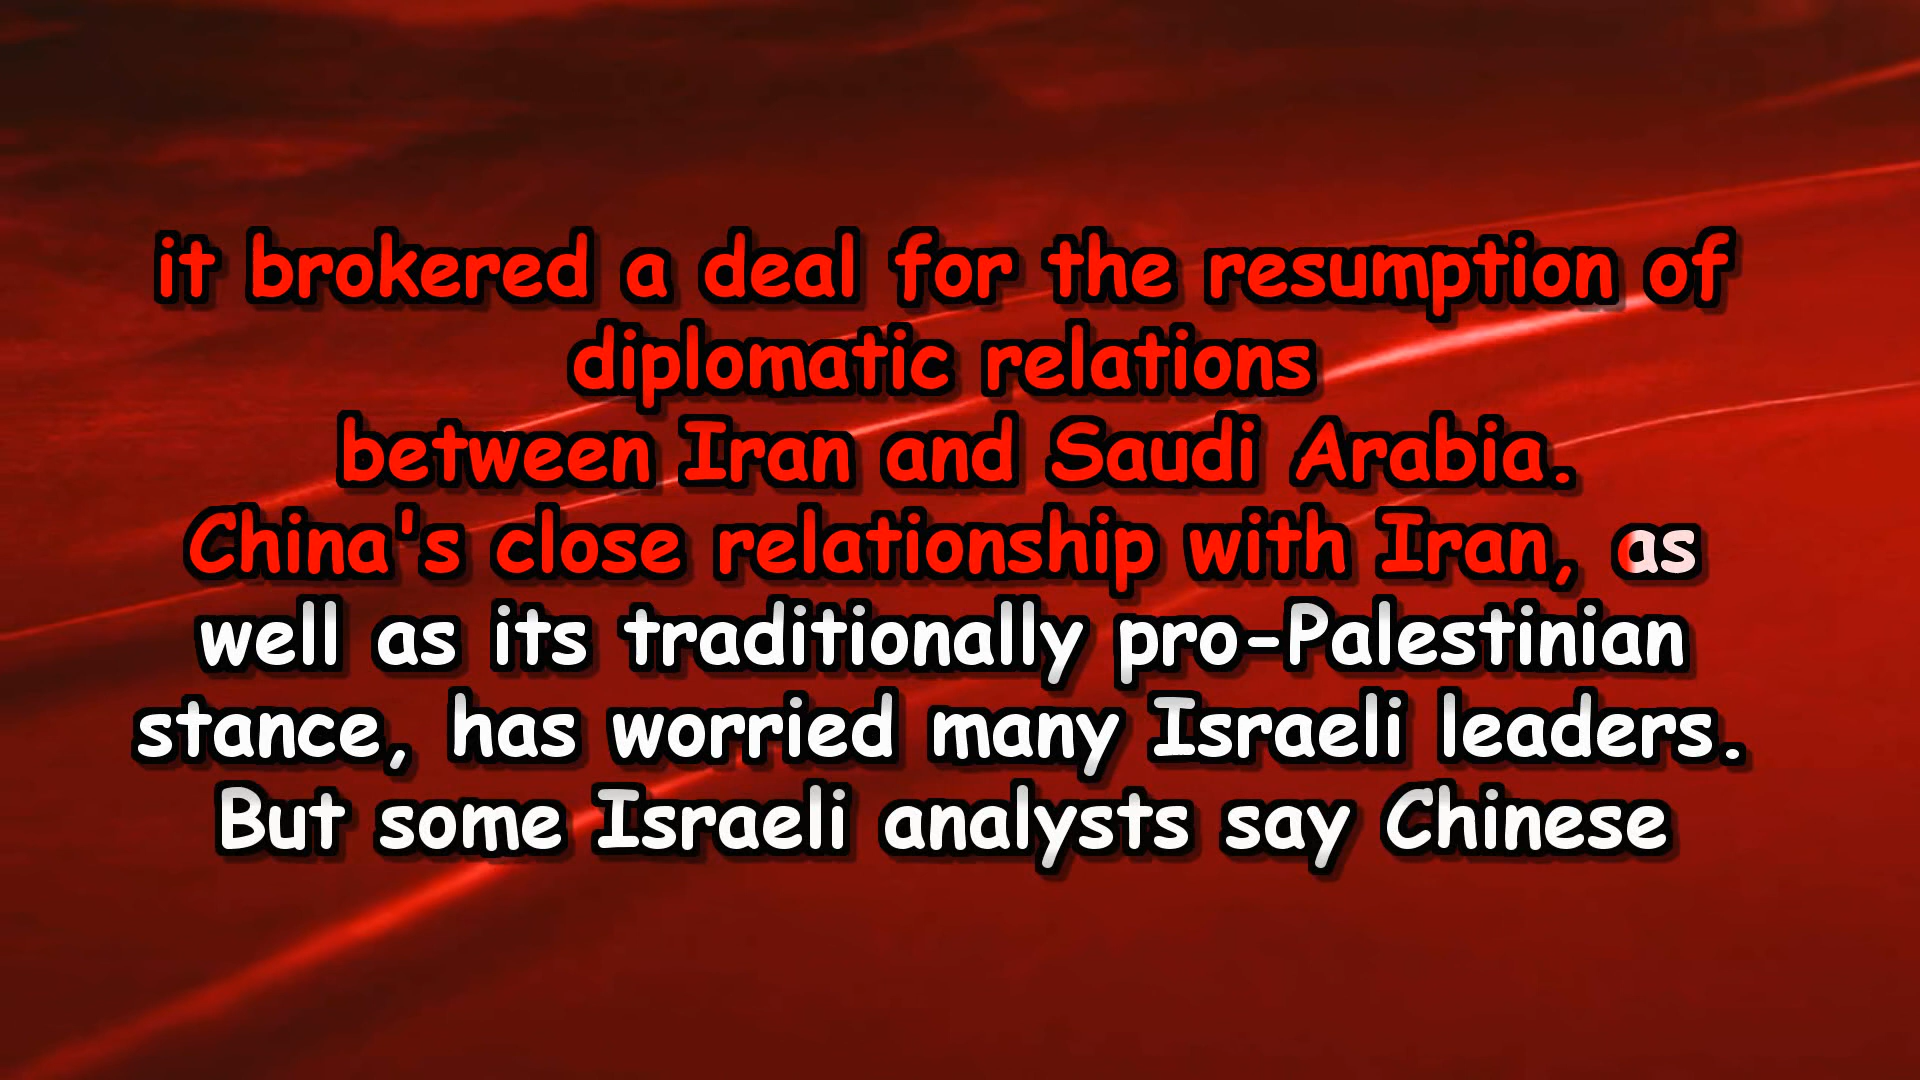 it brokered a deal for the resumption of
diplomatic relations
between Iran and Saudi Arabia.
China's close relationship with Iran, as
well as its traditionally pro-Palestinian
stance, has worried many Israeli leaders.
But some Israeli analysts say Chinese